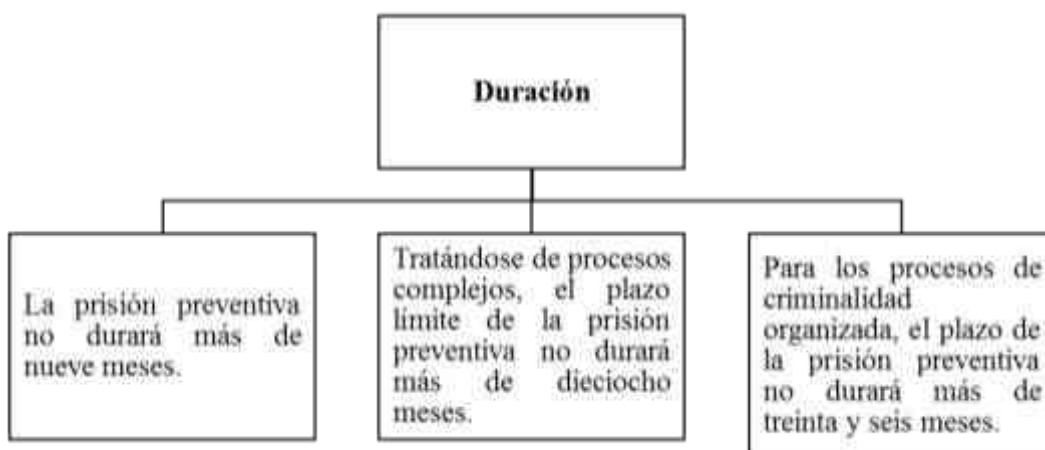 Duración
La prisión preventiva
no durará más de
nueve meses.
Tratándose de procesos
complejos, el plazo
límite de la prisión
preventiva no durará
más de dieciocho
meses.
Para los procesos de
criminalidad
organizada, el plazo de
la prisión preventiva
no durará más de
treinta y seis meses.